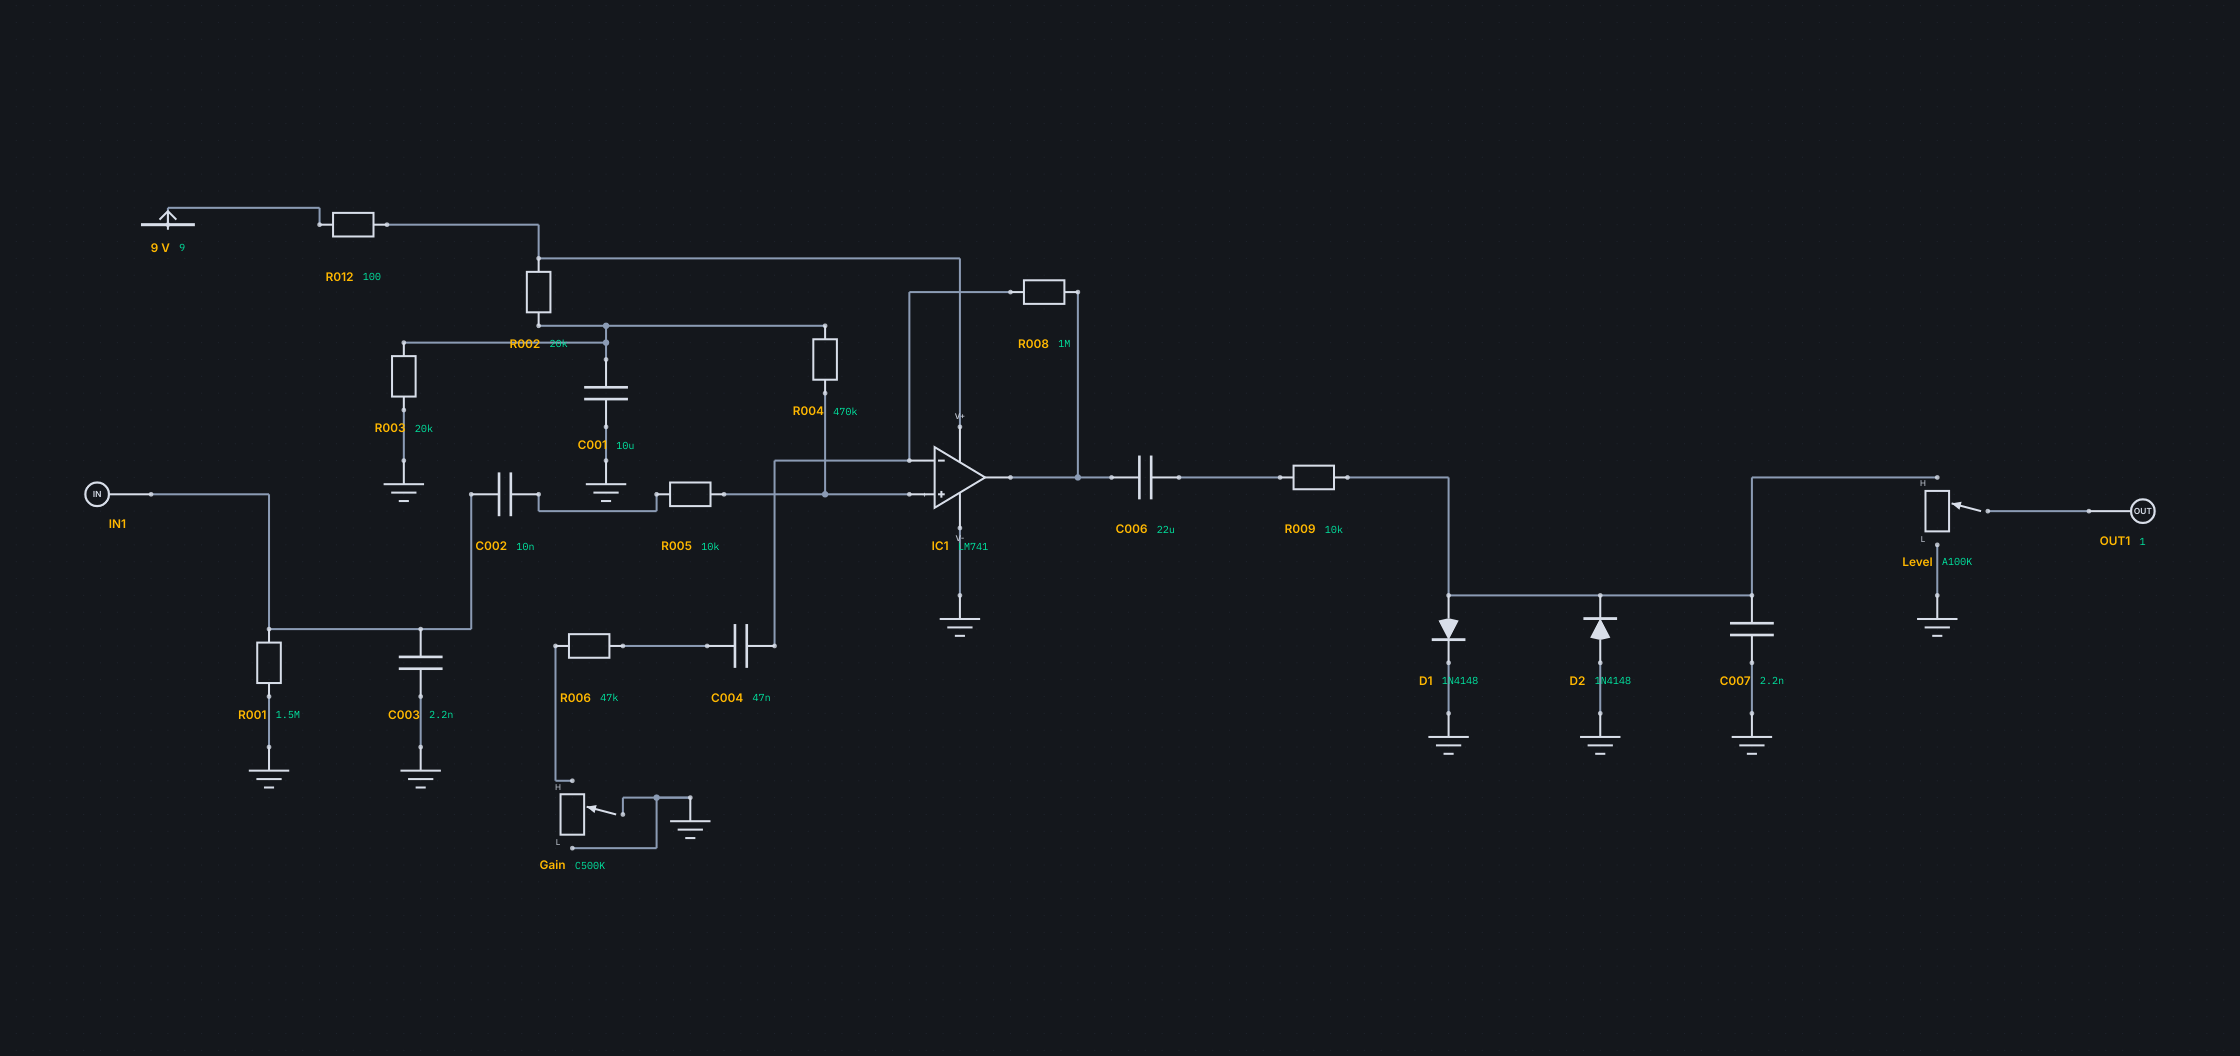 9 V 9
R012 100
R002 20k
R008 1M
R003 20k
R004 470k
V+
C001 10u
H
IN
IN1
OUT
C006 22u
R009 10k
L
OUT1 1
C002 10n
R005 10k
IC1 LM741
Level A100K
D1 1N4148
D2 1N4148
C007 2.2n
R006 47k
C004 47n
R001 1.5M
C003 2.2n
H
L
Gain C500K